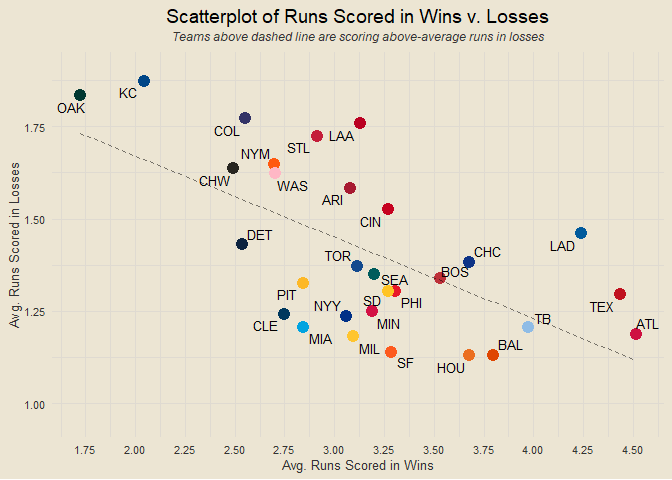 Scatterplot of Runs Scored in Wins v. Losses
Teams above dashed line are scoring above-average runs in losses
Avg. Runs Scored in Losses
1.75
1.50
1.25
1.00
OAK
KC
COL
STL
LAA
NYM
CHW
WAS
ARI
CIN
DET
TOR
CHC
LAD
SEA
BOS
PIT
SD
PHI
TEX
NYY
CLE
MIN
TB
ATL
MIA
MIL
SF
HOU
BAL
1.75 2.00 2.25 2.50 2.75 3.00 3.25 3.50 3.75 4.00 4.25 4.50
Avg. Runs Scored in Wins